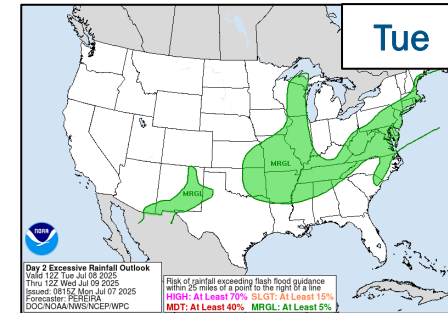 Tue
MRGL
MRGL
NOAA
Day 2 Excessive Rainfall Outlook
Valid 12Z Tue Jul 08 2025
Thru 12Z Wed Jul 09 2025
Issued: 0815Z Mon Jul 07 2025
Forecaster: PEREIRA
DOC/NOAA/NWS/NCEP/WPC
Risk of rainfall exceeding flash flood guidance
within 25 miles of a point to the right of a line
HIGH: At Least 70% SLGT: At Least 15%
MDT: At Least 40% MRGL: At Least 5%